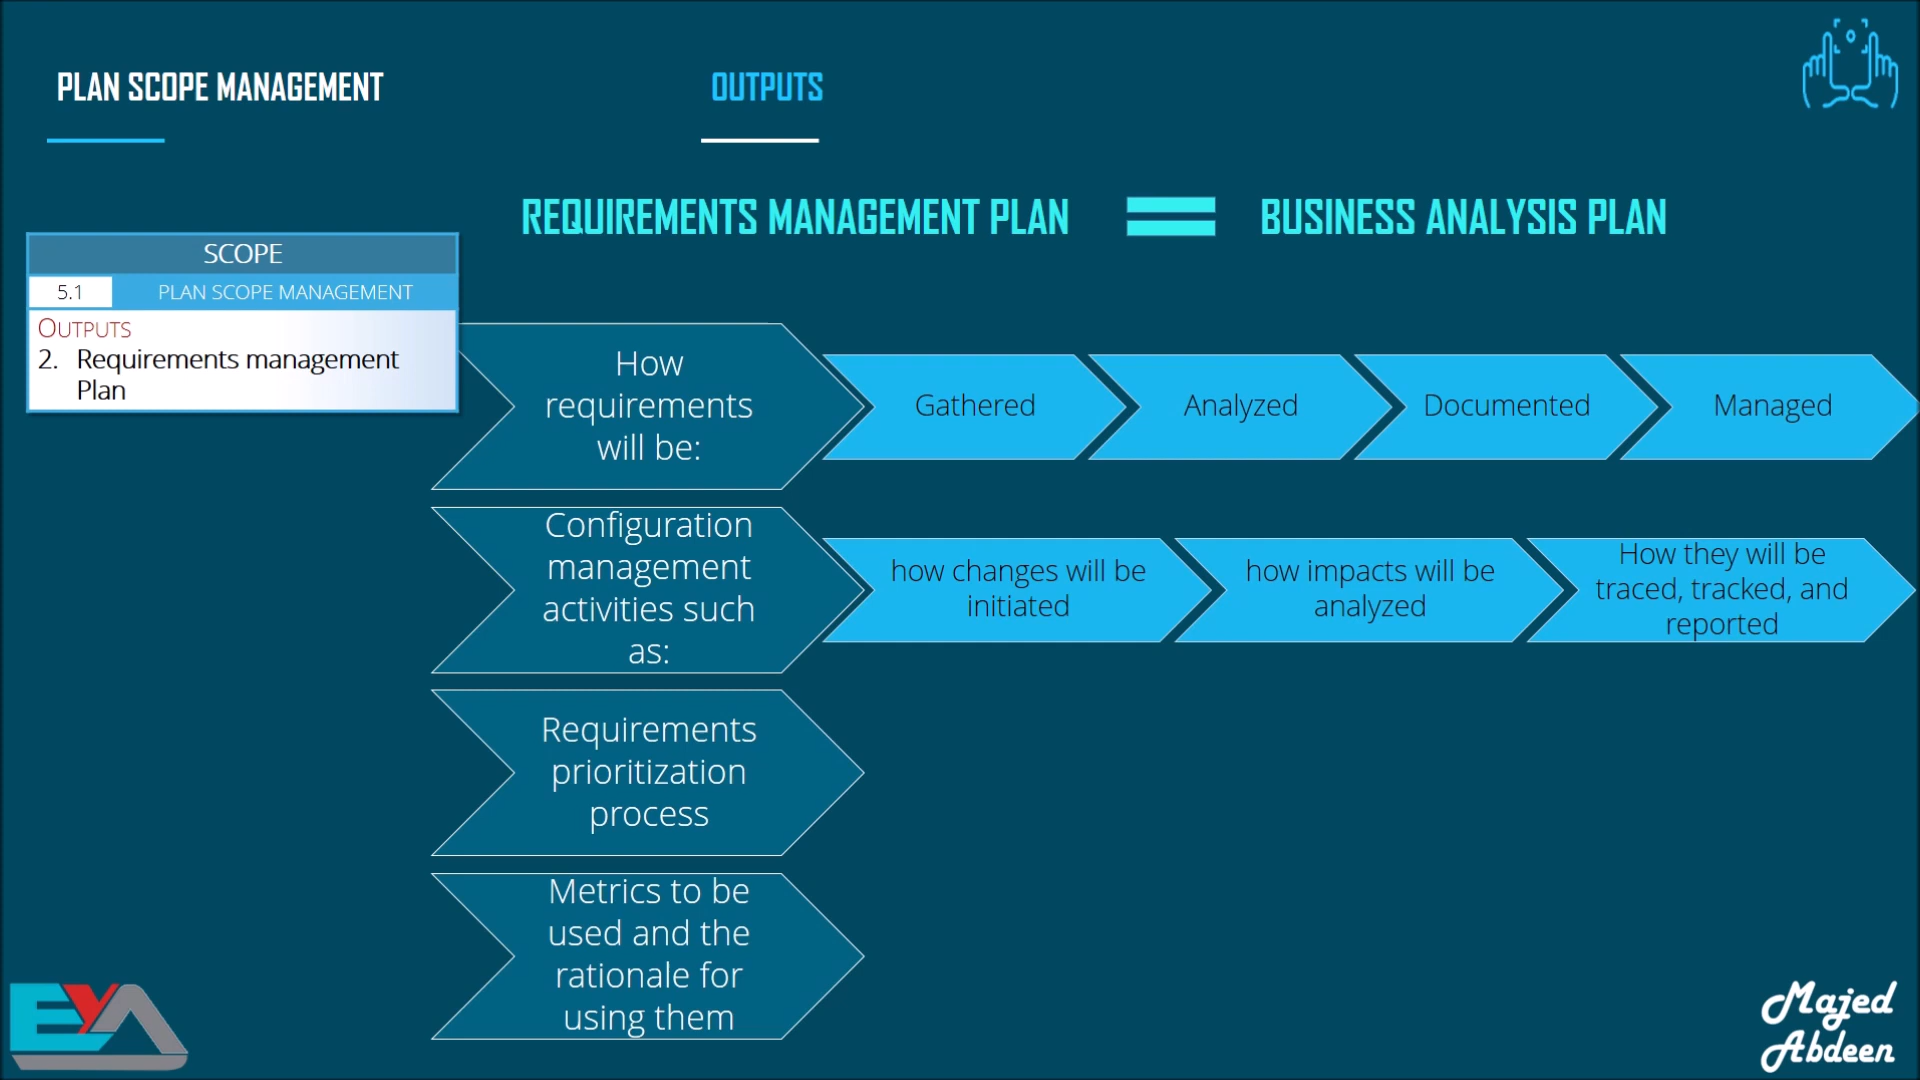 PLAN SCOPE MANAGEMENT
OUTPUTS
REQUIREMENTS MANAGEMENT PLAN = BUSINESS ANALYSIS PLAN
SCOPE
5.1 PLAN SCOPE MANAGEMENT
OUTPUTS
2. Requirements management
Plan
How
requirements
will be:
Gathered
Analyzed
Documented
Managed
Configuration
management
activities such
as:
how changes will be
initiated
how impacts will be
analyzed
How they will be
traced, tracked, and
reported
Requirements
prioritization
process
Metrics to be
used and the
rationale for
using them
EYA
Majed
Abdeen